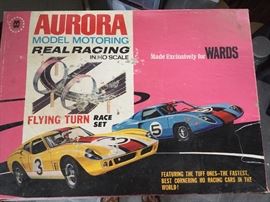 AURORA
MODEL MOTORING
REAL RACING
IN HO SCALE
Made Exclusively for WARDS
FLYING TURN RACE
SET
3
5
FEATURING THE TUFF ONES-THE FASTEST,
BEST CORNERING HO RACING CARS IN THE
WORLD!